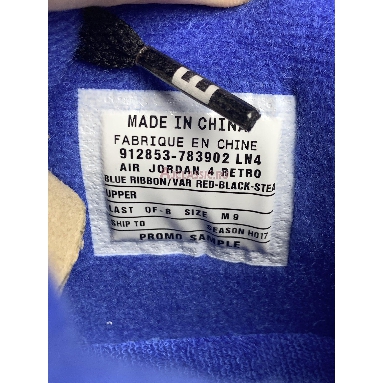 MADE IN CHINA
FABRIQUE EN CHINE
912853-783902 LN4
AIR JORDAN 4 RETRO
BLUE RIBBON/VAR RED-BLACK-STEA
UPPER
LAST OF-8 SIZE M 9
SHIP TO SEASON HO17
PROMO SAMPLE